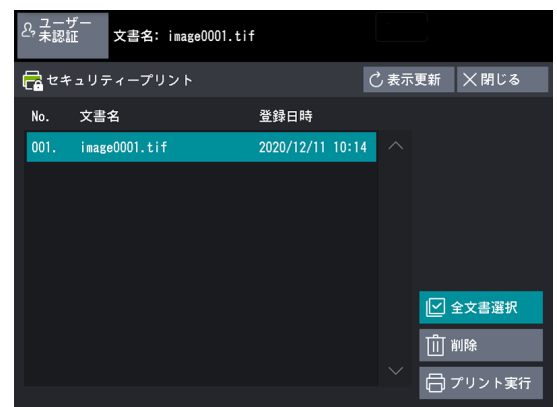 ユーザー
未認証
文書名: image0001.tif
セキュリティープリント
表示更新
閉じる
No. 文書名 登録日時
001. image0001.tif 2020/12/11 10:14
全文書選択
削除
プリント実行